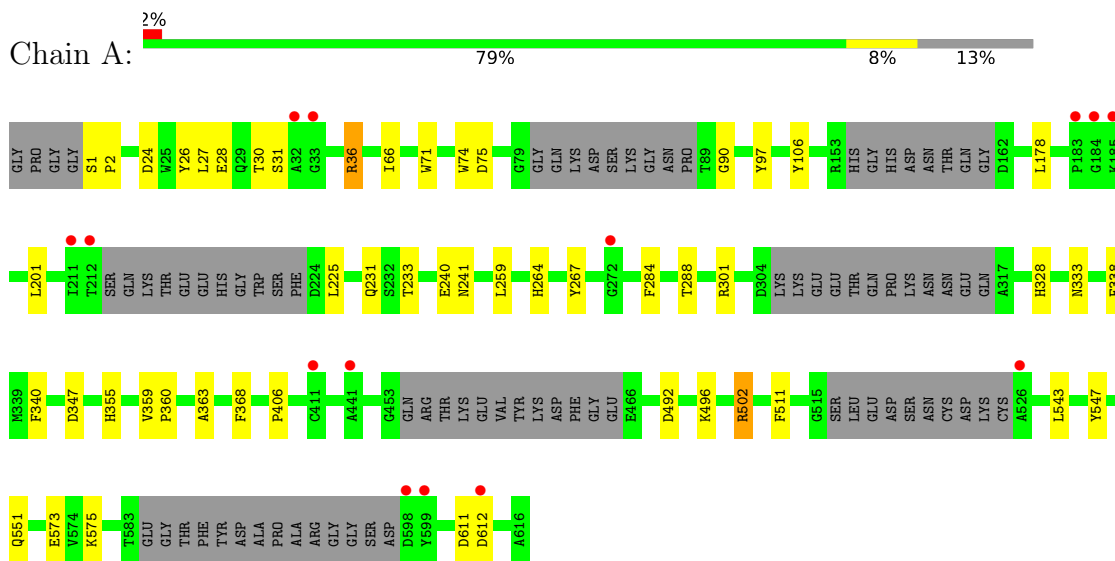 2%
Chain A:
79% 8% 13%
GLY PRO GLY GLY S1 P2 D24 W25 Y26 L27 E28 Q29 T30 S31 A32 G33 R36 I66 W71 W74 D75 G79 GLY GLN LYS ASP SER LYS GLY ASN PRO T89 G90 Y97 Y106 R153 HIS GLY HIS ASP ASN THR GLN GLY D162 L178 P183 G184 K185
L201 I211 T212 SER GLN LYS THR GLU GLU HIS GLY TRP SER PHE D224 L225 Q231 S232 T233 E240 N241 L259 H264 Y267 G272 F284 T288 R301 D304 LYS LYS GLU GLU THR GLN PRO LYS ASN ASN GLU GLN A317 H328 N333 E338
M339 F340 D347 H355 V359 P360 A363 F368 P406 C411 A441 G453 GLN ARG THR LYS GLU VAL TYR LYS ASP PHE GLY GLU E466 D492 K496 R502 F511 G515 SER LEU GLU ASP SER ASN CYS ASP LYS CYS A526 L543 Y547
Q551 E573 V574 K575 T583 GLU GLY THR PHE TYR ASP ALA PRO ALA ARG GLY GLY SER ASP D598 Y599 D611 D612 A616